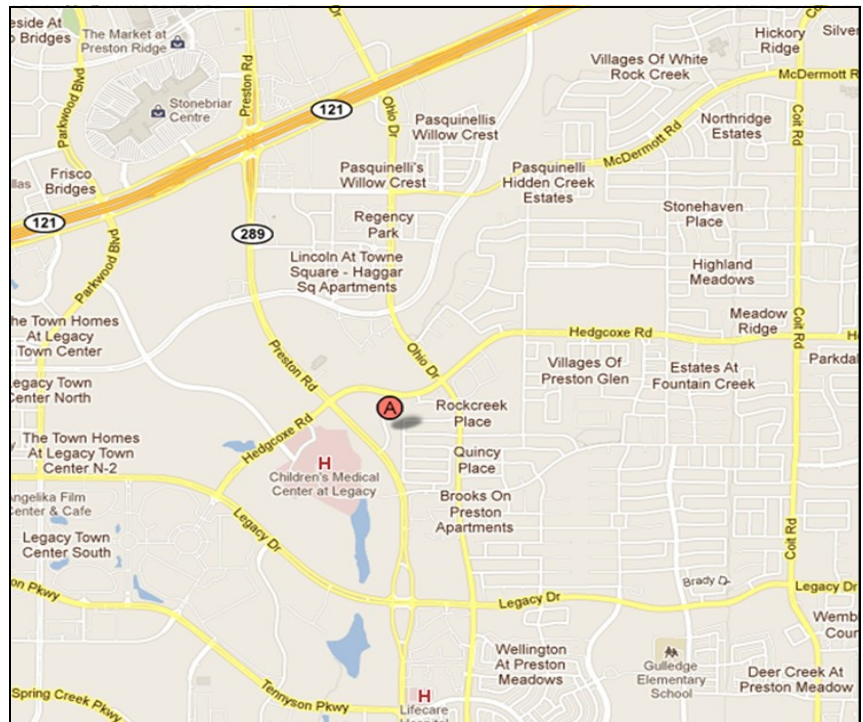 eside At
o Bridges
The Market at
Preston Ridge
Parkwood Blvd
Stonebriar
Centre
Preston Rd
Dr
121
Ohio Dr
Pasquinellis
Willow Crest
Villages Of White
Rock Creek
Hickory
Ridge
Silver
McDermott R
Coit Rd
Northridge
Estates
McDermott Rd
Frisco
Bridges
llas
121
Parkwood Blvd
289
Pasquinelli's
Willow Crest
Pasquinelli
Hidden Creek
Estates
Regency
Park
Stonehaven
Place
Lincoln At Towne
Square - Haggar
Sq Apartments
Highland
Meadows
Meadow
Ridge
Coit Rd
he Town Homes
At Legacy
Town Center
Preston Rd
Ohio Dr
Hedgcoxe Rd
He
Villages Of
Preston Glen
Estates At
Fountain Creek
Parkdal
egacy Town
Center North
A
Rockcreek
Place
The Town Homes
At Legacy Town
Center N-2
Hedgcoxe Rd
H
Children's Medical
Center at Legacy
Quincy
Place
Angelika Film
Center & Cafe
Brooks On
Preston
Apartments
Legacy Town
Center South
Legacy Dr
Coit Rd
on Pkwy
Brady D
Legacy Dr
Legacy Dr
Wemb
Cour
Wellington
At Preston
Meadows
Gulledge
Elementary
School
Deer Creek At
Preston Meadow
Spring Creek Pkwy
Tennyson Pkwy
H
Lifecare
Hospital